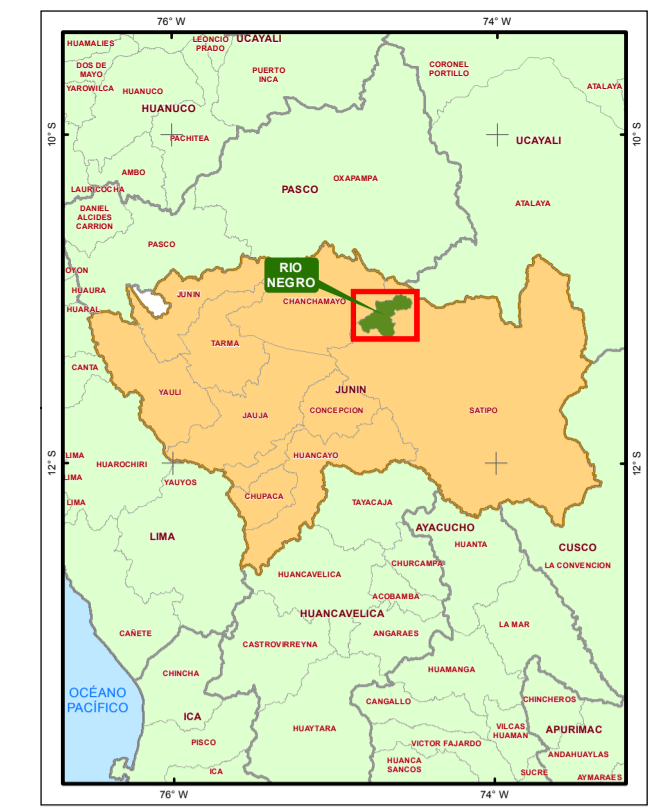 76° W
74° W
HUAMALIES
LEONCIO
PRADO
UCAYALI
DOS DE
MAYO
PUERTO
INCA
CORONEL
PORTILLO
YAROWILCA
HUANUCO
ATALAYA
HUANUCO
10° S
PACHITEA
UCAYALI
10° S
AMBO
OXAPAMPA
LAURICOCHA
PASCO
ATALAYA
DANIEL
ALCIDES
CARRION
PASCO
OYON
RIO
NEGRO
HUAURA
JUNIN
CHANCHAMAYO
HUARAL
TARMA
CANTA
YAULI
JUNIN
JAUJA
CONCEPCION
SATIPO
LIMA
HUAROCHIRI
HUANCAYO
12° S
12° S
LIMA
YAUYOS
LIMA
CHUPACA
TAYACAJA
LIMA
AYACUCHO
HUANTA
CUSCO
CHURCAMPA
LA CONVENCION
HUANCAVELICA
ACOBAMBA
HUANCAVELICA
LA MAR
CAÑETE
CASTROVIRREYNA
ANGARAES
CHINCHA
HUAMANGA
OCÉANO
PACÍFICO
CANGALLO
CHINCHEROS
ICA
HUAYTARA
VILCAS
HUAMAN
APURIMAC
PISCO
VICTOR FAJARDO
ANDAHUAYLAS
HUANCA
SANCOS
ICA
SUCRE
AYMARAES
76° W
74° W